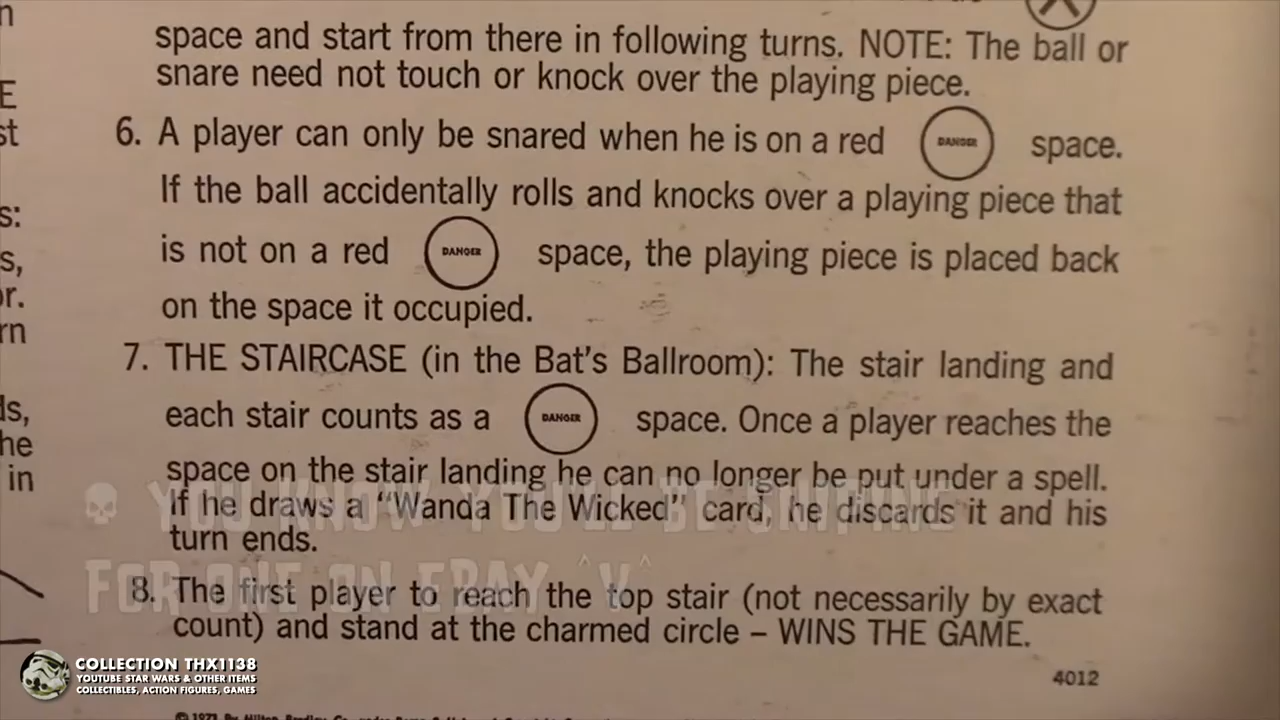 space and start from there in following turns. NOTE: The ball or
snare need not touch or knock over the playing piece.
6. A player can only be snared when he is on a red DANGER space.
If the ball accidentally rolls and knocks over a playing piece that
is not on a red DANGER space, the playing piece is placed back
on the space it occupied.
7. THE STAIRCASE (in the Bat's Ballroom): The stair landing and
each stair counts as a DANGER space. Once a player reaches the
space on the stair landing he can no longer be put under a spell.
If he draws a "Wanda The Wicked" card, he discards it and his
turn ends.
8. The first player to reach the top stair (not necessarily by exact
count) and stand at the charmed circle – WINS THE GAME.
4012
YOU KNOW YOU'LL BE SNIPING
FOR ONE ON EBAY ^V^
COLLECTION THX1138
YOUTUBE STAR WARS & OTHER ITEMS
COLLECTIBLES, ACTION FIGURES, GAMES